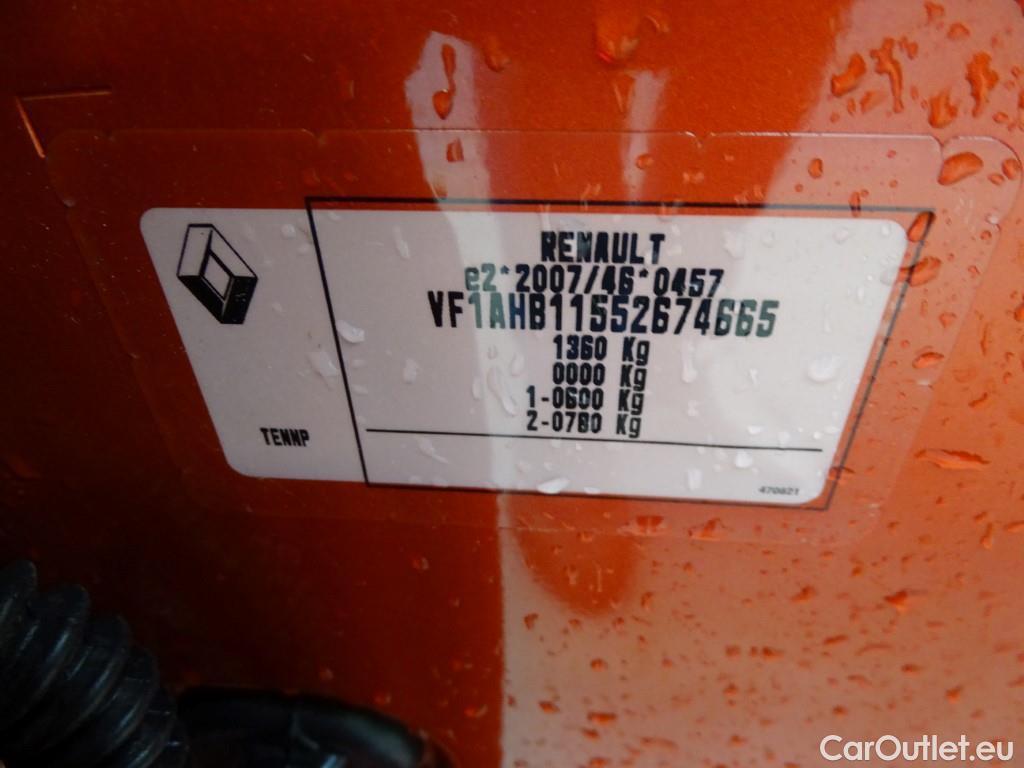 RENAULT
e2*2007/46*0457
VF1AHB11552674665
1360 Kg
0000 Kg
1-0600 Kg
2-0780 Kg
TENNP
470821
CarOutlet.eu